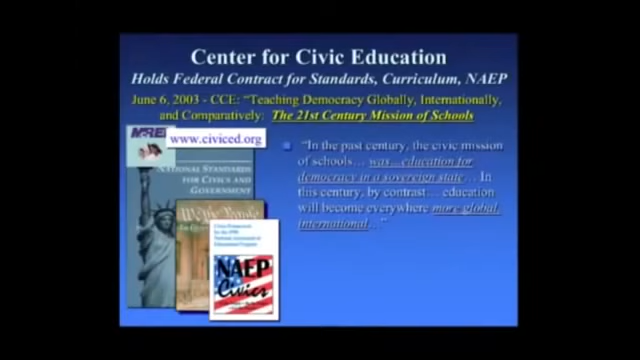 Center for Civic Education
Holds Federal Contract for Standards, Curriculum, NAEP
June 6, 2003 - CCE: “Teaching Democracy Globally, Internationally,
and Comparatively: The 21st Century Mission of Schools
www.civiced.org
NATIONAL STANDARDS
FOR CIVICS AND
GOVERNMENT
We the People
NAEP
Civics
“In the past century, the civic mission
of schools… was…education for
democracy in a sovereign state… In
this century, by contrast… education
will become everywhere more global
international…”